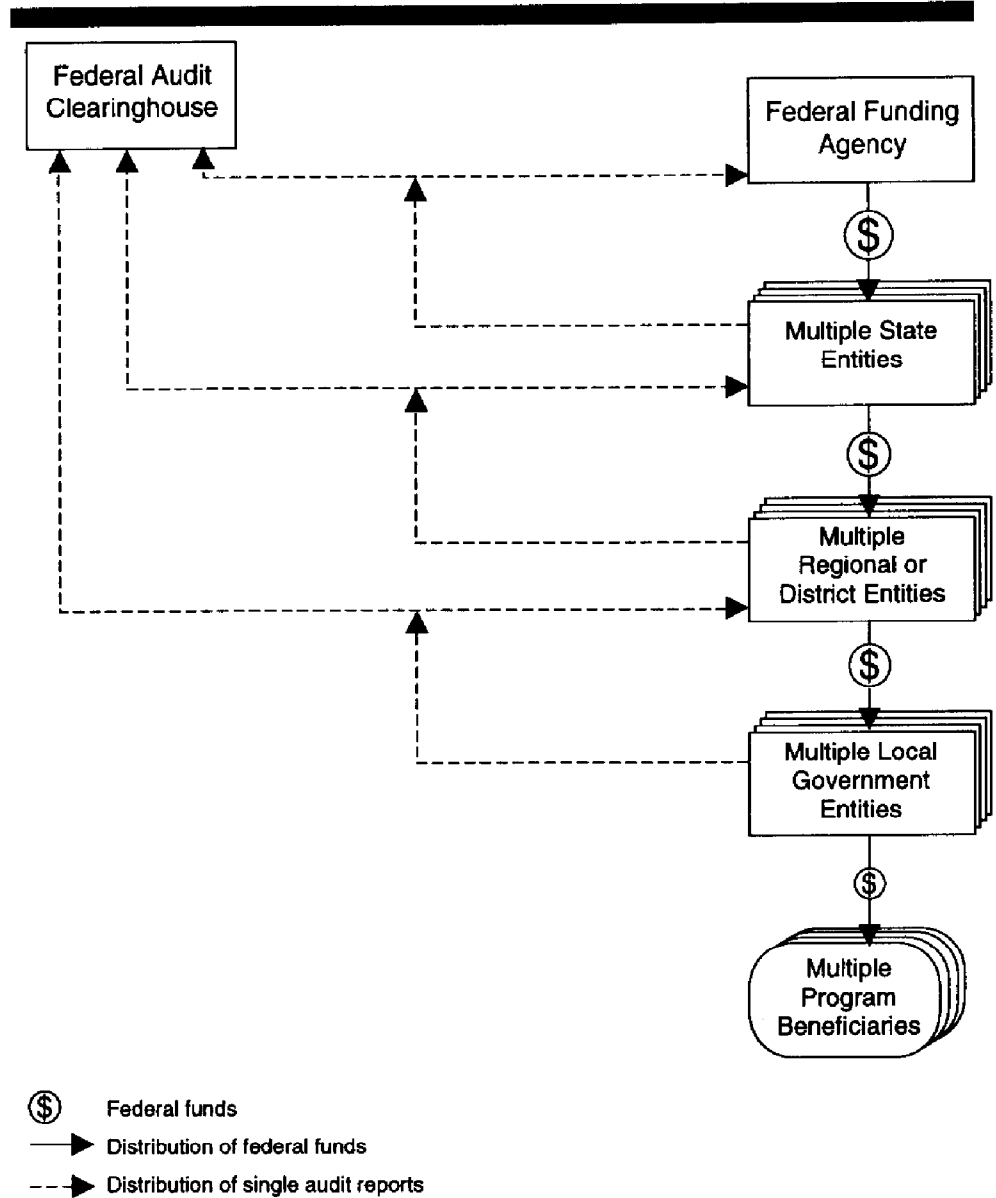 Federal Audit
Clearinghouse
Federal Funding
Agency
$
Multiple State
Entities
$
Multiple
Regional or
District Entities
$
Multiple Local
Government
Entities
$
Multiple
Program
Beneficiaries
$ Federal funds
Distribution of federal funds
Distribution of single audit reports